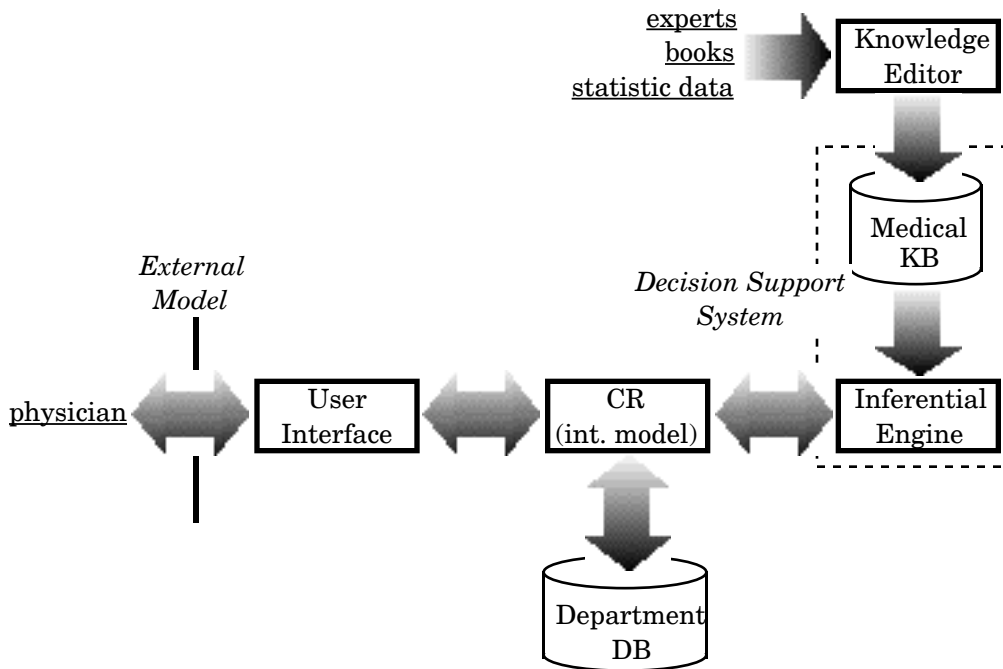 experts
books
statistic data
Knowledge
Editor
Medical
KB
External
Model
Decision Support
System
physician
User
Interface
CR
(int. model)
Inferential
Engine
Department
DB